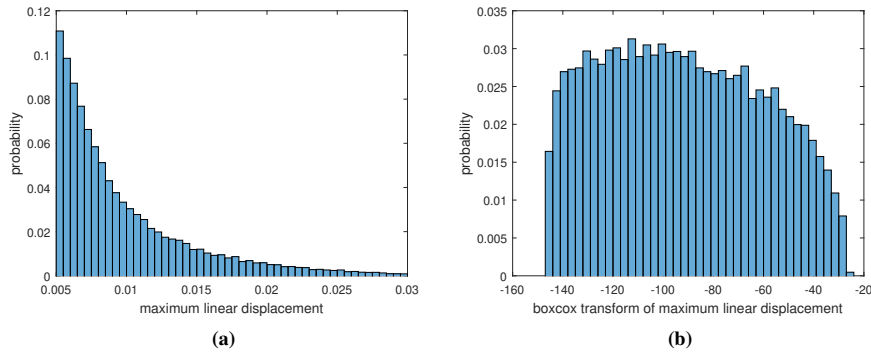 0.12
0.1
0.08
0.06
0.04
0.02
0
probability
0.005 0.01 0.015 0.02 0.025 0.03
maximum linear displacement
(a)
0.035
0.03
0.025
0.02
0.015
0.01
0.005
0
probability
-160 -140 -120 -100 -80 -60 -40 -20
boxcox transform of maximum linear displacement
(b)